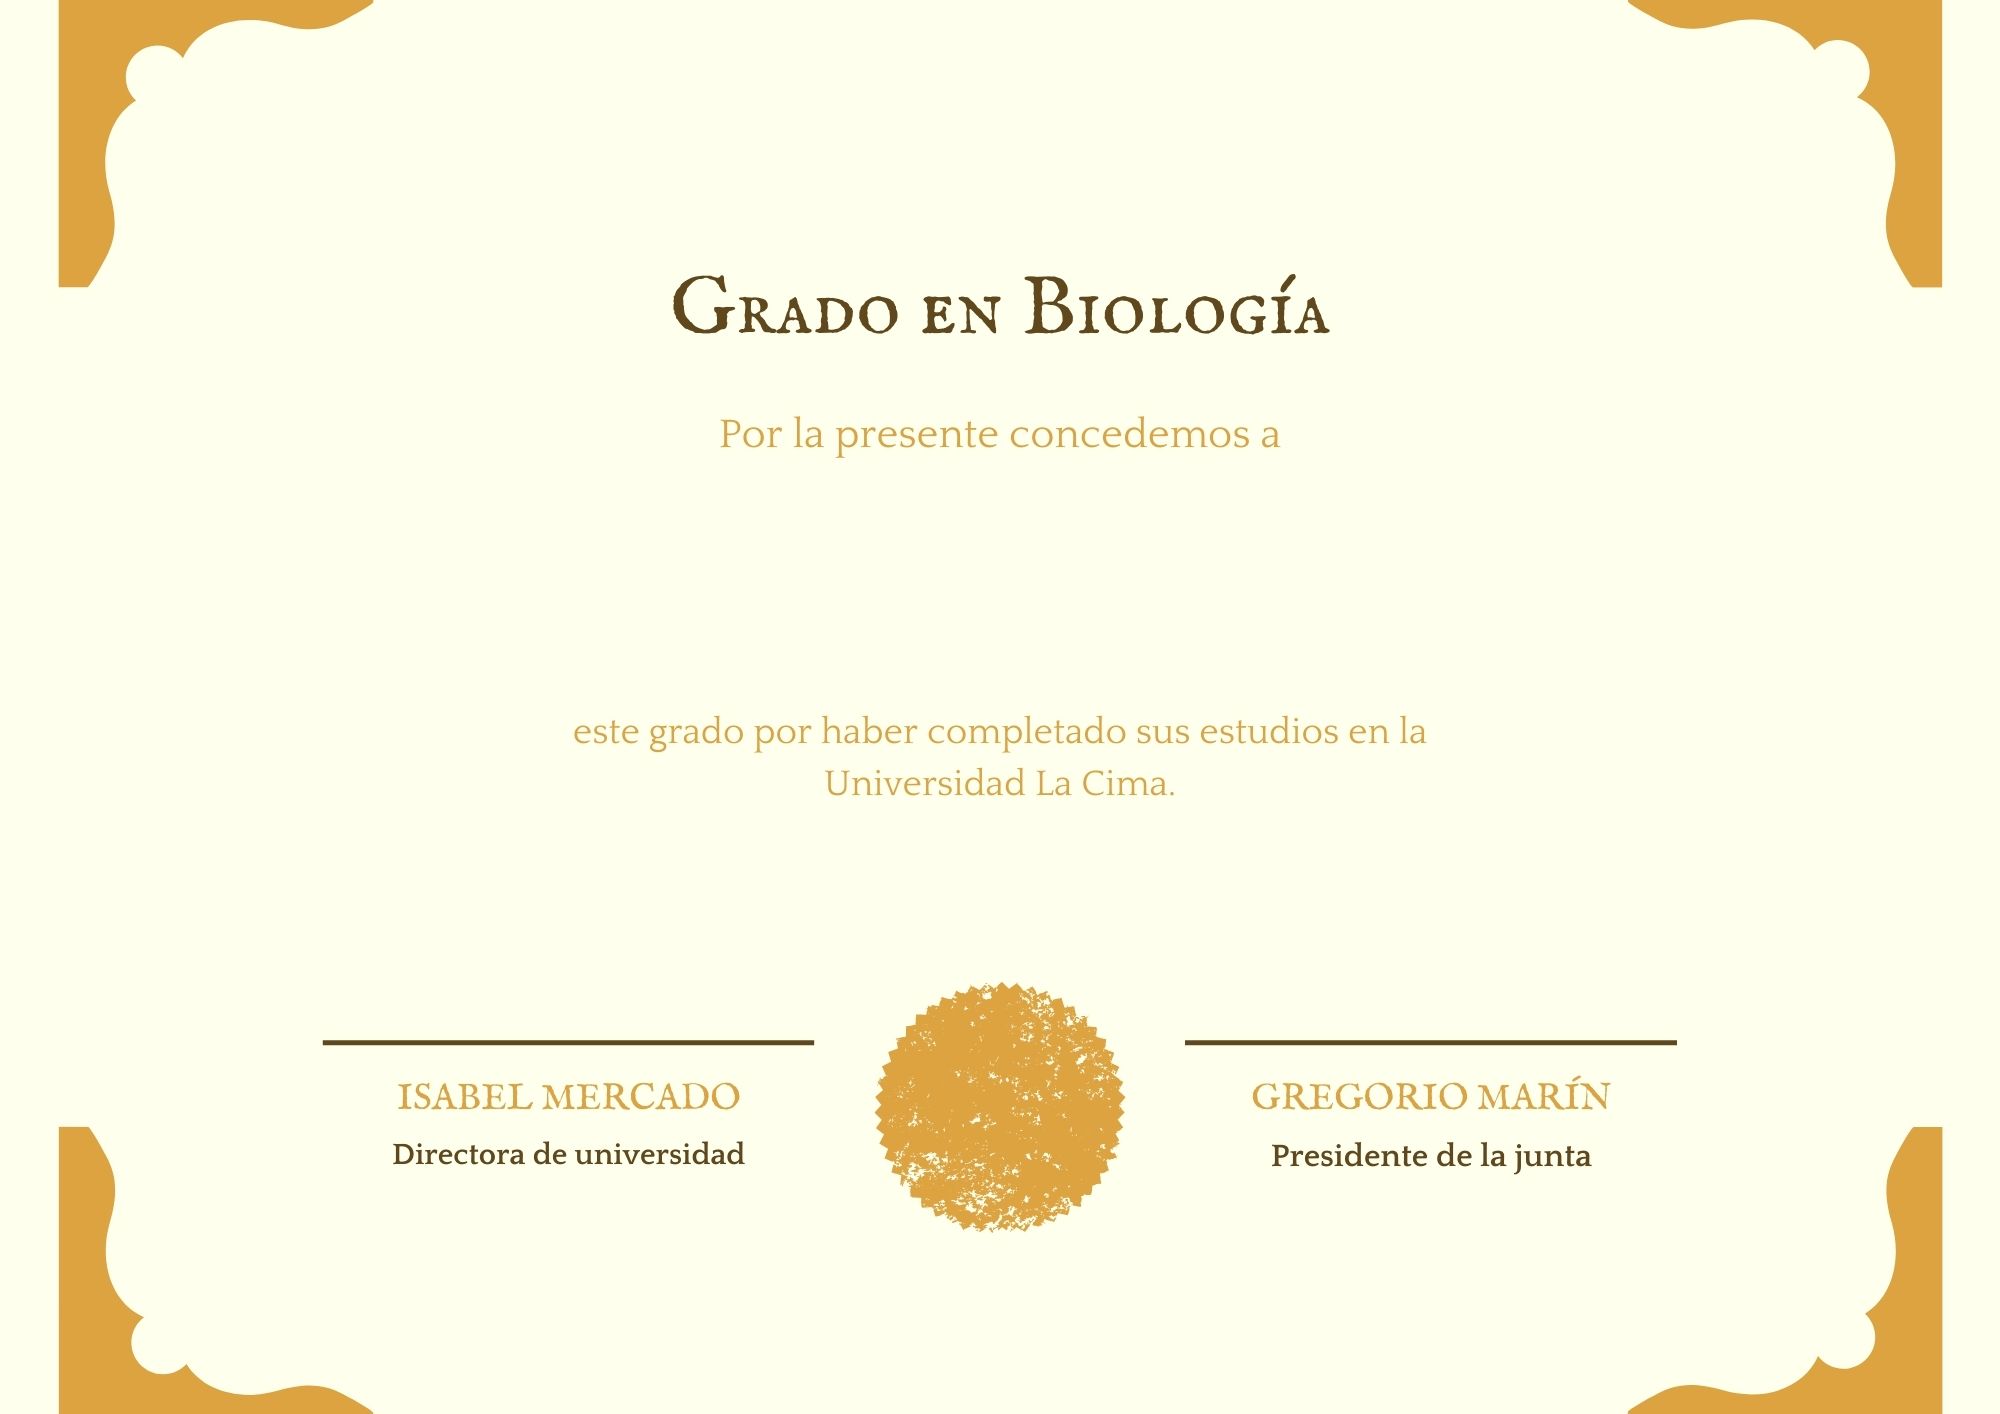 Grado en Biología
Por la presente concedemos a
este grado por haber completado sus estudios en la
Universidad La Cima.
ISABEL MERCADO
Directora de universidad
GREGORIO MARÍN
Presidente de la junta